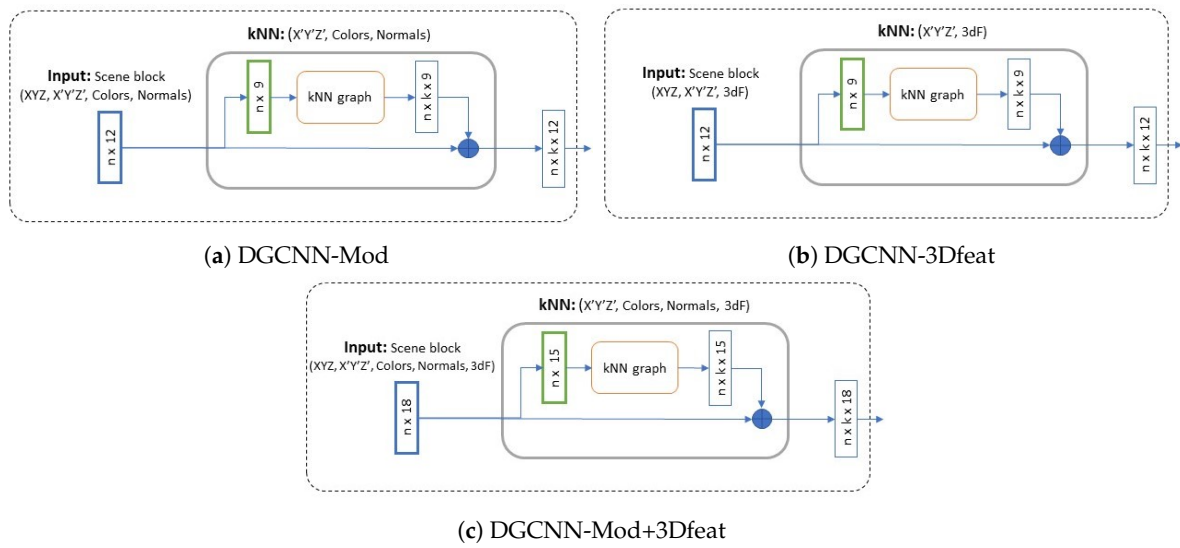 kNN: (X'Y'Z', Colors, Normals)
Input: Scene block
(XYZ, X'Y'Z', Colors, Normals)
n x 12
n x 9
kNN graph
n x k x 9
n x k x 12
(a) DGCNN-Mod
kNN: (X'Y'Z', 3dF)
Input: Scene block
(XYZ, X'Y'Z', 3dF)
n x 12
n x 9
kNN graph
n x k x 9
n x k x 12
(b) DGCNN-3Dfeat
kNN: (X'Y'Z', Colors, Normals, 3dF)
Input: Scene block
(XYZ, X'Y'Z', Colors, Normals, 3dF)
n x 18
n x 15
kNN graph
n x k x 15
n x k x 18
(c) DGCNN-Mod+3Dfeat